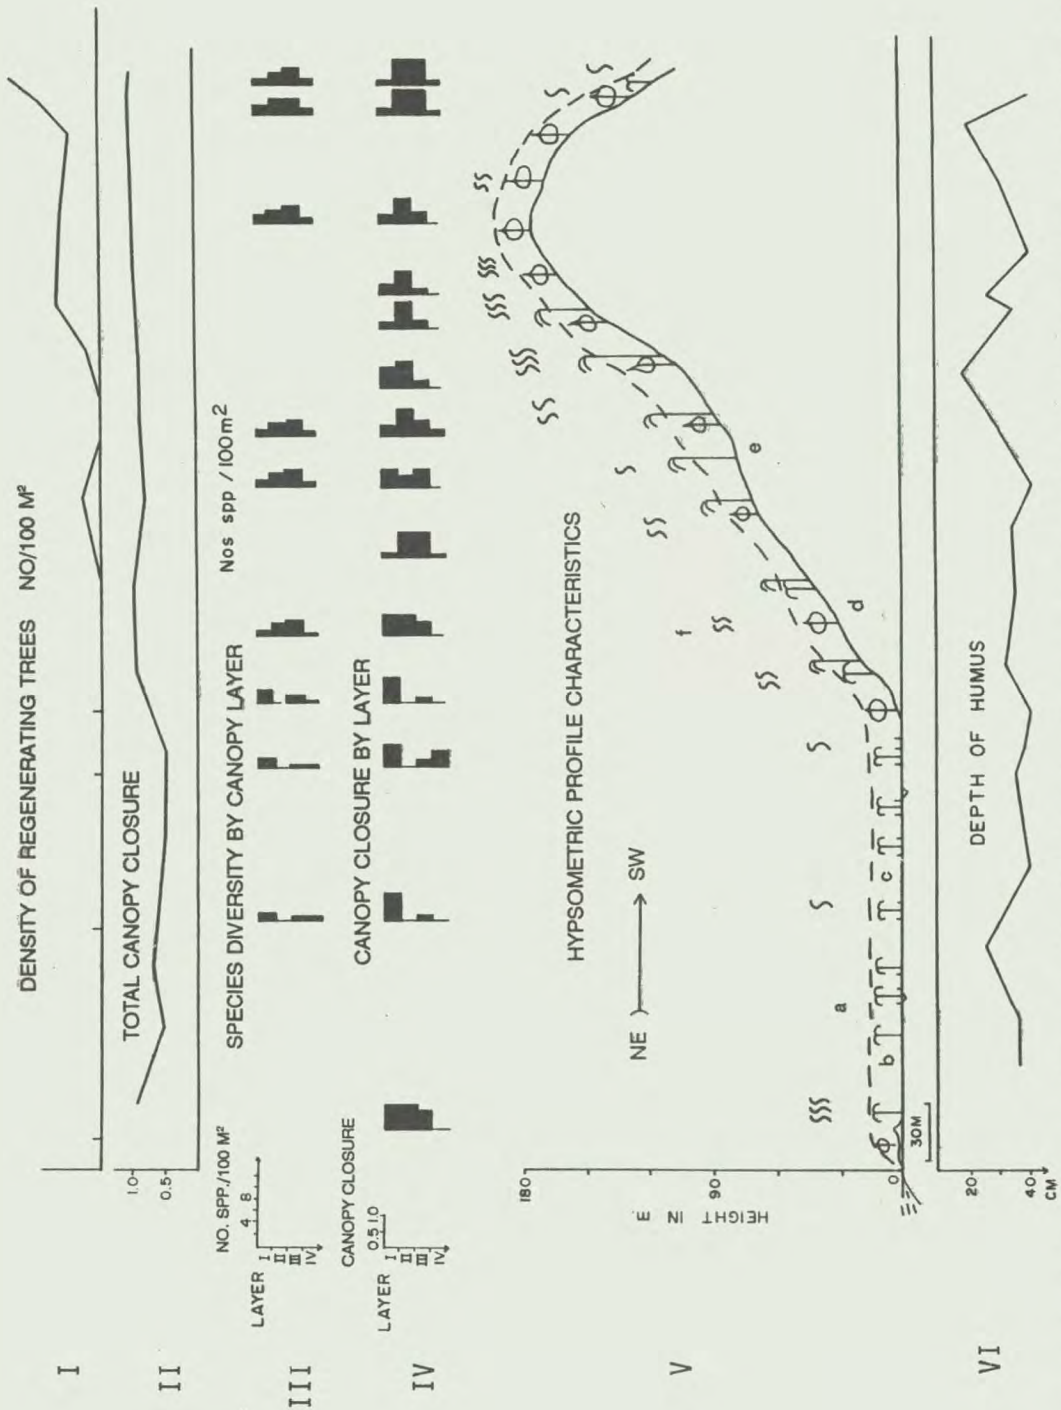 I
DENSITY OF REGENERATING TREES NO/100 M²
II
TOTAL CANOPY CLOSURE
1.0
0.5
III
SPECIES DIVERSITY BY CANOPY LAYER
Nos spp /100m²
NO. SPP./100 M²
4 8
LAYER
I
II
III
IV
IV
CANOPY CLOSURE BY LAYER
CANOPY CLOSURE
0.5 1.0
LAYER
I
II
III
IV
V
HYPSOMETRIC PROFILE CHARACTERISTICS
NE
SW
HEIGHT IN M.
180
90
0
30M
a
b
c
d
e
f
VI
DEPTH OF HUMUS
20
40
CM